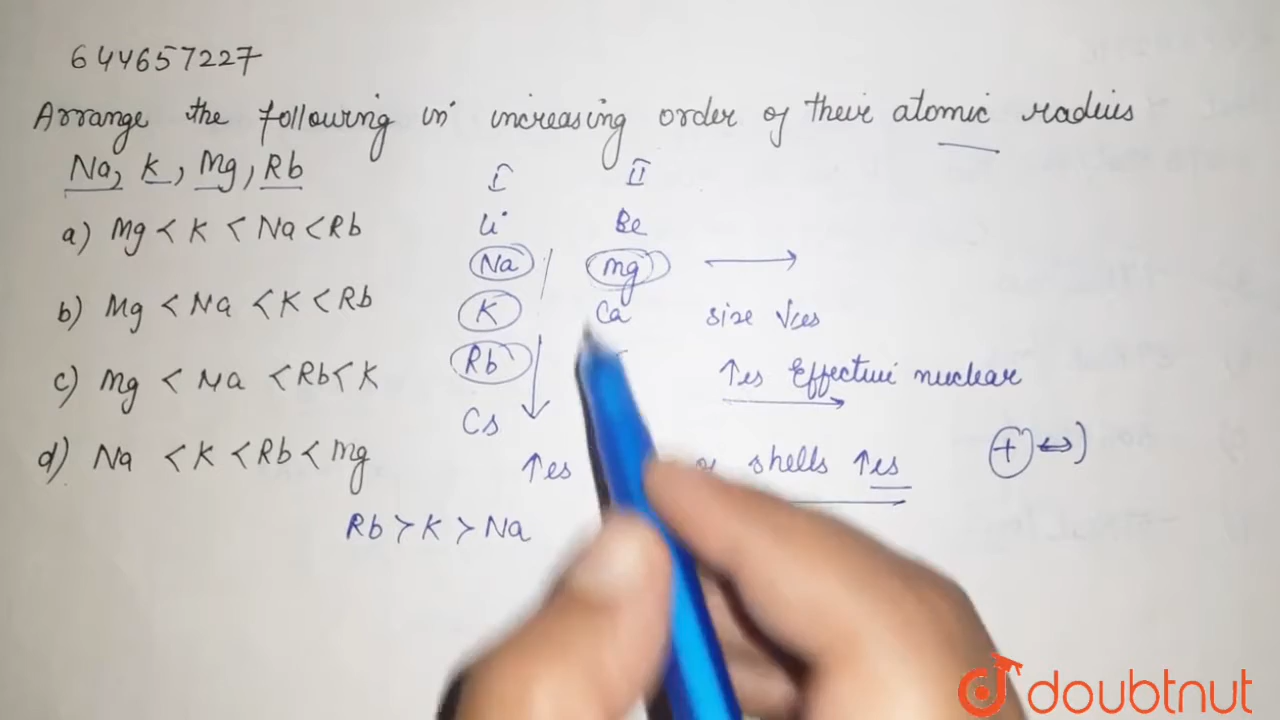 644657227
Arrange the following in increasing order of their atomic radius
Na, K, Mg, Rb
a) Mg < K < Na < Rb
b) Mg < Na < K < Rb
c) Mg < Na < Rb < K
d) Na < K < Rb < Mg
Rb > K > Na
I II
Li Be
Na Mg
K Ca
Rb
Cs
↑es shells ↑es
size ↓ces
↑es Effective nuclear
+
doubtnut